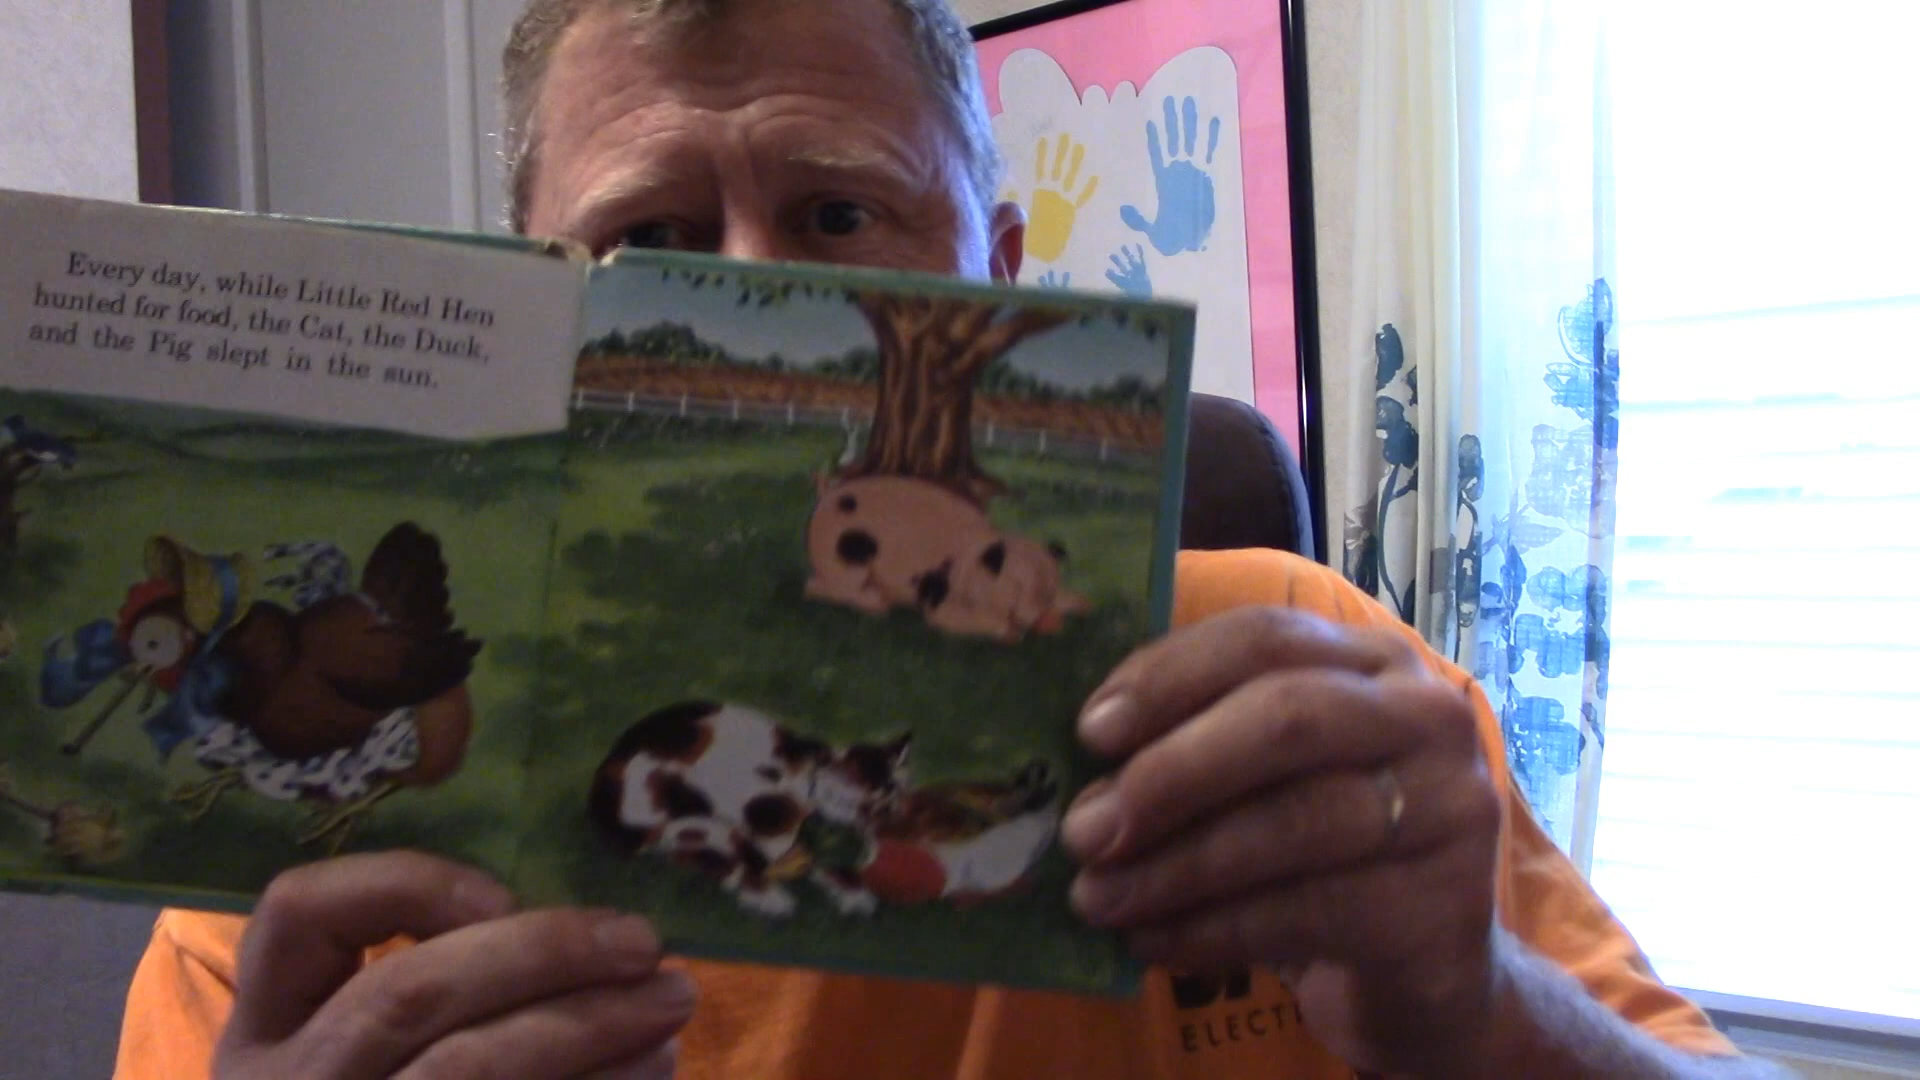 Every day, while Little Red Hen
hunted for food, the Cat, the Duck,
and the Pig slept in the sun.